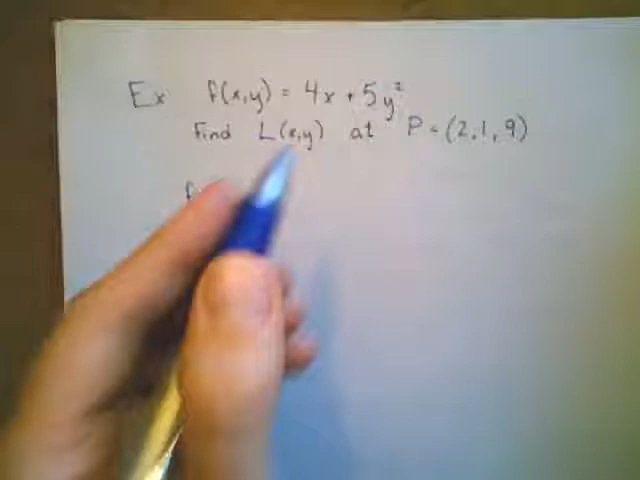 Ex f(x,y) = 4x + 5y²
Find L(x,y) at P = (2,1,9)
f